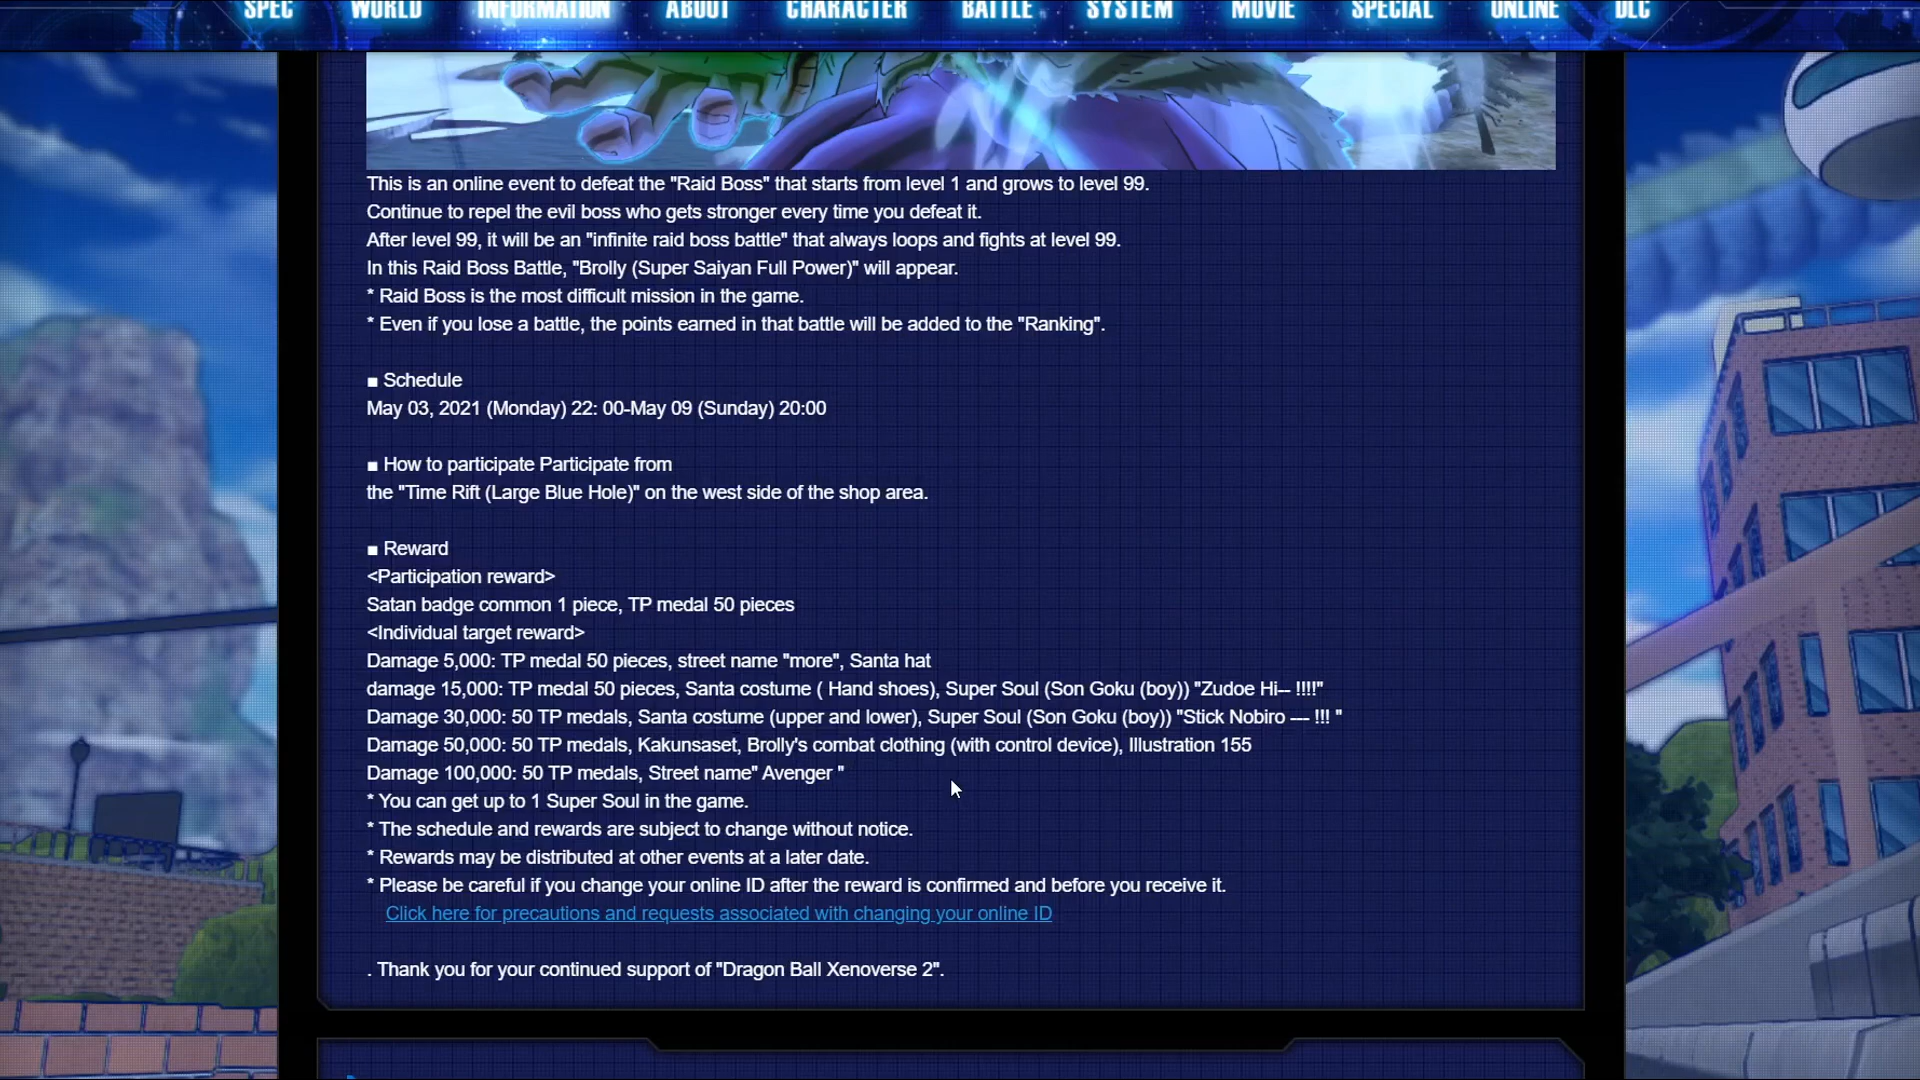 SPEC WORLD INFORMATION ABOUT CHARACTER BATTLE SYSTEM MOVIE SPECIAL ONLINE DLC
This is an online event to defeat the "Raid Boss" that starts from level 1 and grows to level 99.
Continue to repel the evil boss who gets stronger every time you defeat it.
After level 99, it will be an "infinite raid boss battle" that always loops and fights at level 99.
In this Raid Boss Battle, "Brolly (Super Saiyan Full Power)" will appear.
* Raid Boss is the most difficult mission in the game.
* Even if you lose a battle, the points earned in that battle will be added to the "Ranking".
■ Schedule
May 03, 2021 (Monday) 22: 00-May 09 (Sunday) 20:00
■ How to participate Participate from
the "Time Rift (Large Blue Hole)" on the west side of the shop area.
■ Reward
<Participation reward>
Satan badge common 1 piece, TP medal 50 pieces
<Individual target reward>
Damage 5,000: TP medal 50 pieces, street name "more", Santa hat
damage 15,000: TP medal 50 pieces, Santa costume ( Hand shoes), Super Soul (Son Goku (boy)) "Zudoe Hi-- !!!!"
Damage 30,000: 50 TP medals, Santa costume (upper and lower), Super Soul (Son Goku (boy)) "Stick Nobiro --- !!! "
Damage 50,000: 50 TP medals, Kakunsaset, Brolly's combat clothing (with control device), Illustration 155
Damage 100,000: 50 TP medals, Street name" Avenger "
* You can get up to 1 Super Soul in the game.
* The schedule and rewards are subject to change without notice.
* Rewards may be distributed at other events at a later date.
* Please be careful if you change your online ID after the reward is confirmed and before you receive it.
Click here for precautions and requests associated with changing your online ID
. Thank you for your continued support of "Dragon Ball Xenoverse 2".